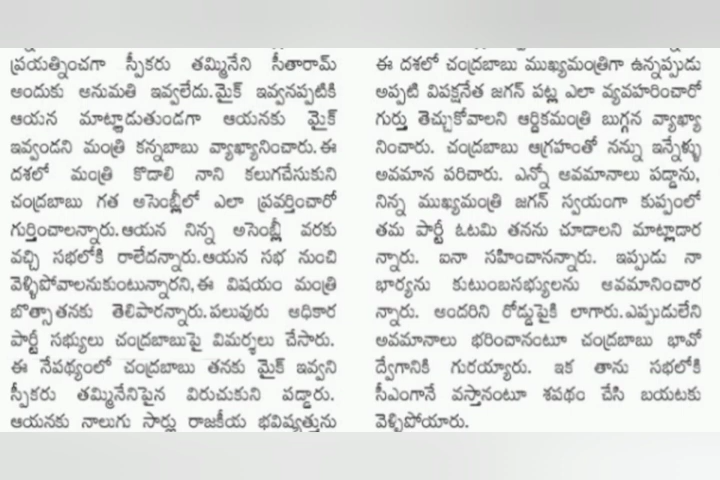 ప్రయత్నించగా స్పీకరు తమ్మినేని సీతారామ్
అందుకు అనుమతి ఇవ్వలేదు.మైక్ ఇవ్వనప్పటికీ
ఆయన మాట్లాడుతుండగా ఆయనకు మైక్
ఇవ్వండని మంత్రి కన్నబాబు వ్యాఖ్యానించారు.ఈ
దశలో మంత్రి కొడాలి నాని కలుగచేసుకుని
చంద్రబాబు గత అసెంబ్లీలో ఎలా ప్రవర్తించారో
గుర్తించాలన్నారు.ఆయన నిన్న అసెంబ్లీ వరకు
వచ్చి సభలోకి రాలేదన్నారు.ఆయన సభ నుంచి
వెళ్ళిపోవాలనుకుంటున్నారని,ఈ విషయం మంత్రి
బొత్సా తనకు తెలిపారన్నారు.పలువురు అధికార
పార్టీ సభ్యులు చంద్రబాబుపై విమర్శలు చేసారు.
ఈ నేపథ్యంలో చంద్రబాబు తనకు మైక్ ఇవ్వని
స్పీకరు తమ్మినేనిపైన విరుచుకుని పడ్డారు.
ఆయనకు నాలుగు సార్లు రాజకీయ భవిష్యత్తును
ఈ దశలో చంద్రబాబు ముఖ్యమంత్రిగా ఉన్నప్పుడు
అప్పటి విపక్షనేత జగన్ పట్ల ఎలా వ్యవహరించారో
గుర్తు తెచ్చుకోవాలని ఆర్ధికమంత్రి బుగ్గన వ్యాఖ్యా
నించారు. చంద్రబాబు ఆగ్రహంతో నన్ను ఇన్నేళ్ళు
అవమాన పరిచారు. ఎన్నో అవమానాలు పడ్డాను,
నిన్న ముఖ్యమంత్రి జగన్ స్వయంగా కుప్పంలో
తమ పార్టీ ఓటమి తనను చూడాలని మాట్లాడార
న్నారు. ఐనా సహించానన్నారు. ఇప్పుడు నా
భార్యను కుటుంబసభ్యులను అవమానించార
న్నారు. అందరిని రోడ్డుపైకి లాగారు.ఎప్పుడులేని
అవమానాలు భరించానంటూ చంద్రబాబు భావో
ద్వేగానికి గురయ్యారు. ఇక తాను సభలోకి
సీఎంగానే వస్తానంటూ శపథం చేసి బయటకు
వెళ్ళిపోయారు.